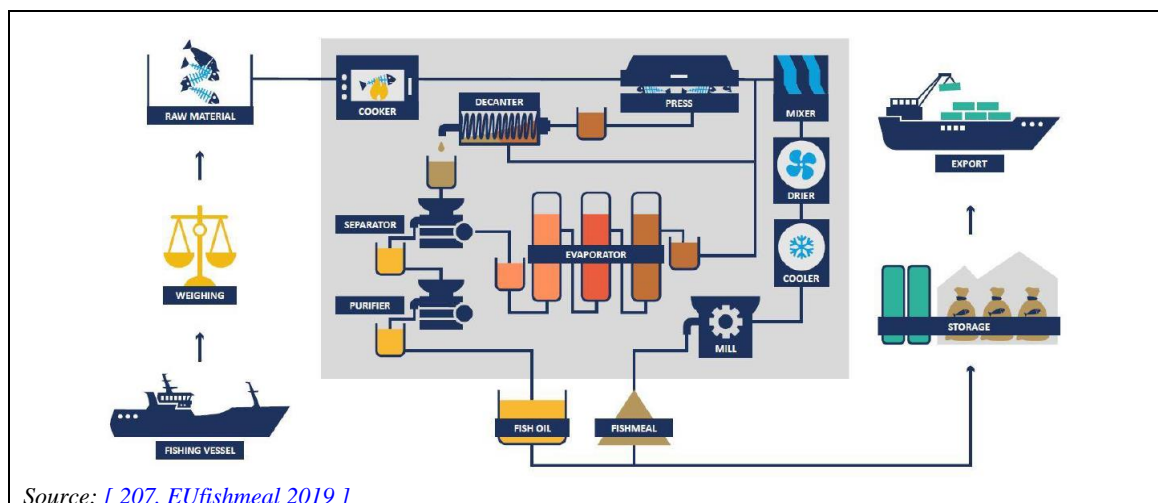 RAW MATERIAL
COOKER
DECANTER
PRESS
MIXER
EXPORT
DRIER
SEPARATOR
EVAPORATOR
COOLER
WEIGHING
PURIFIER
MILL
STORAGE
FISHING VESSEL
FISH OIL
FISHMEAL
Source: [ 207, EUfishmeal 2019 ]